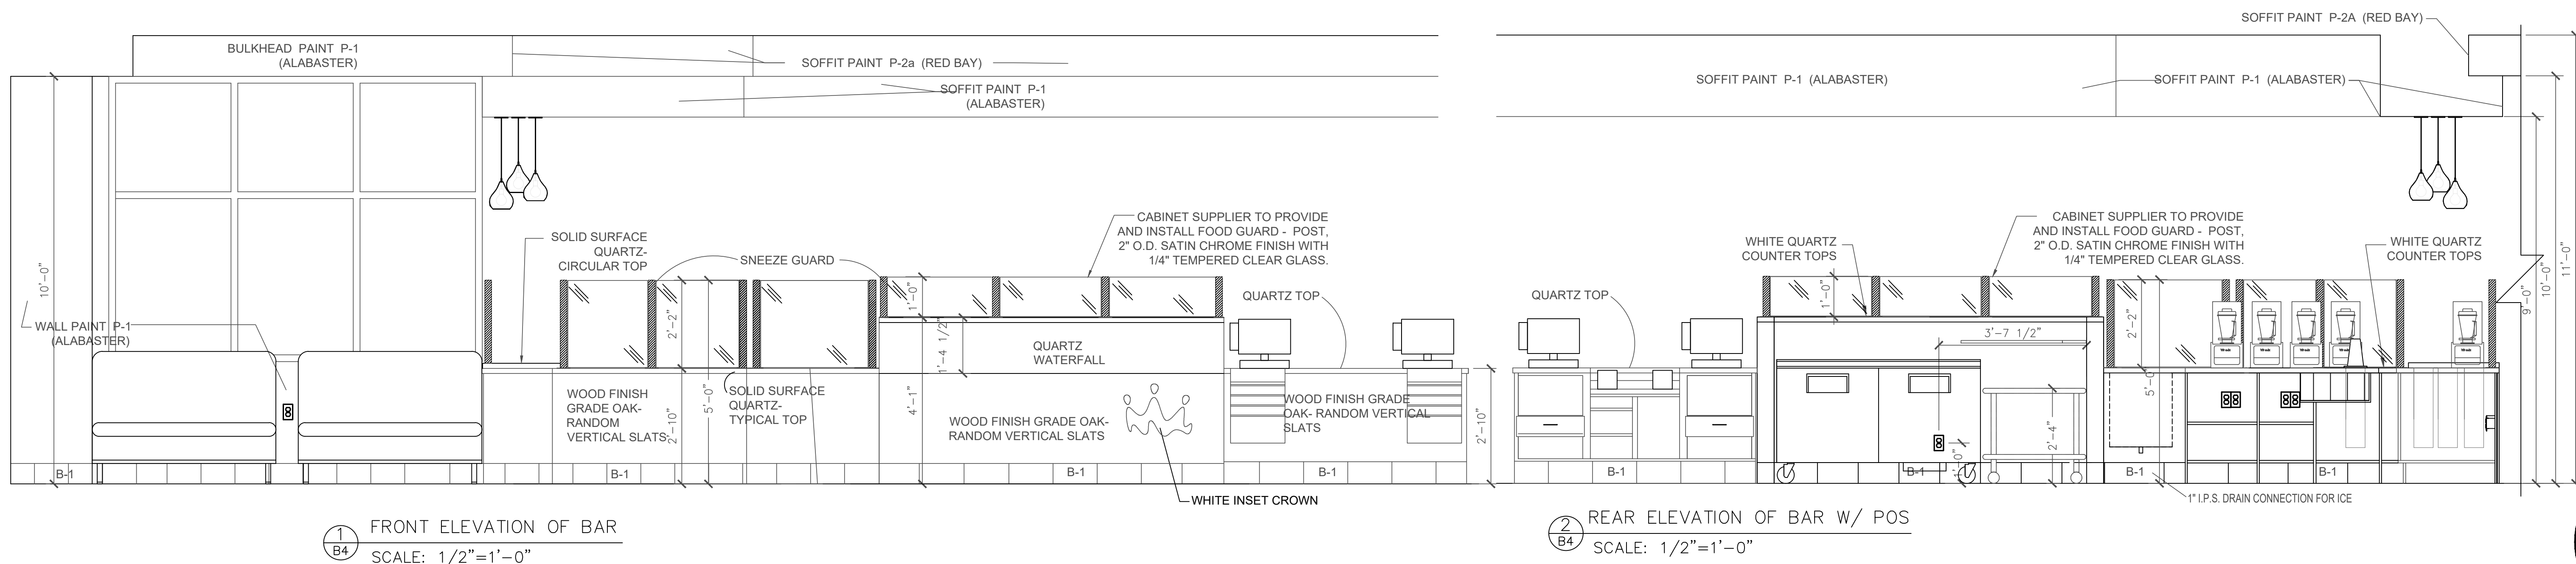 BULKHEAD PAINT P-1
(ALABASTER)
SOFFIT PAINT P-2a (RED BAY)
SOFFIT PAINT P-1
(ALABASTER)
10'-0"
WALL PAINT P-1
(ALABASTER)
SOLID SURFACE
QUARTZ-
CIRCULAR TOP
SNEEZE GUARD
CABINET SUPPLIER TO PROVIDE
AND INSTALL FOOD GUARD - POST,
2" O.D. SATIN CHROME FINISH WITH
1/4" TEMPERED CLEAR GLASS.
QUARTZ TOP
2'-2"
1'-0"
1'-4 1/2"
QUARTZ
WATERFALL
WOOD FINISH
GRADE OAK-
RANDOM
VERTICAL SLATS
2'-10"
5'-0"
SOLID SURFACE
QUARTZ-
TYPICAL TOP
4'-1"
WOOD FINISH GRADE OAK-
RANDOM VERTICAL SLATS
WOOD FINISH GRADE
OAK- RANDOM VERTICAL
SLATS
2'-10"
B-1
B-1
B-1
B-1
WHITE INSET CROWN
1
B4
FRONT ELEVATION OF BAR
SCALE: 1/2"=1'-0"
SOFFIT PAINT P-2A (RED BAY)
SOFFIT PAINT P-1 (ALABASTER)
SOFFIT PAINT P-1 (ALABASTER)
QUARTZ TOP
WHITE QUARTZ
COUNTER TOPS
CABINET SUPPLIER TO PROVIDE
AND INSTALL FOOD GUARD - POST,
2" O.D. SATIN CHROME FINISH WITH
1/4" TEMPERED CLEAR GLASS.
WHITE QUARTZ
COUNTER TOPS
1'-0"
3'-7 1/2"
2'-2"
5'-0
2'-4"
1'-0"
9'-0"
10'-0"
11'-0"
B-1
B-1
B-1
B-1
1" I.P.S. DRAIN CONNECTION FOR ICE
2
B4
REAR ELEVATION OF BAR W/ POS
SCALE: 1/2"=1'-0"